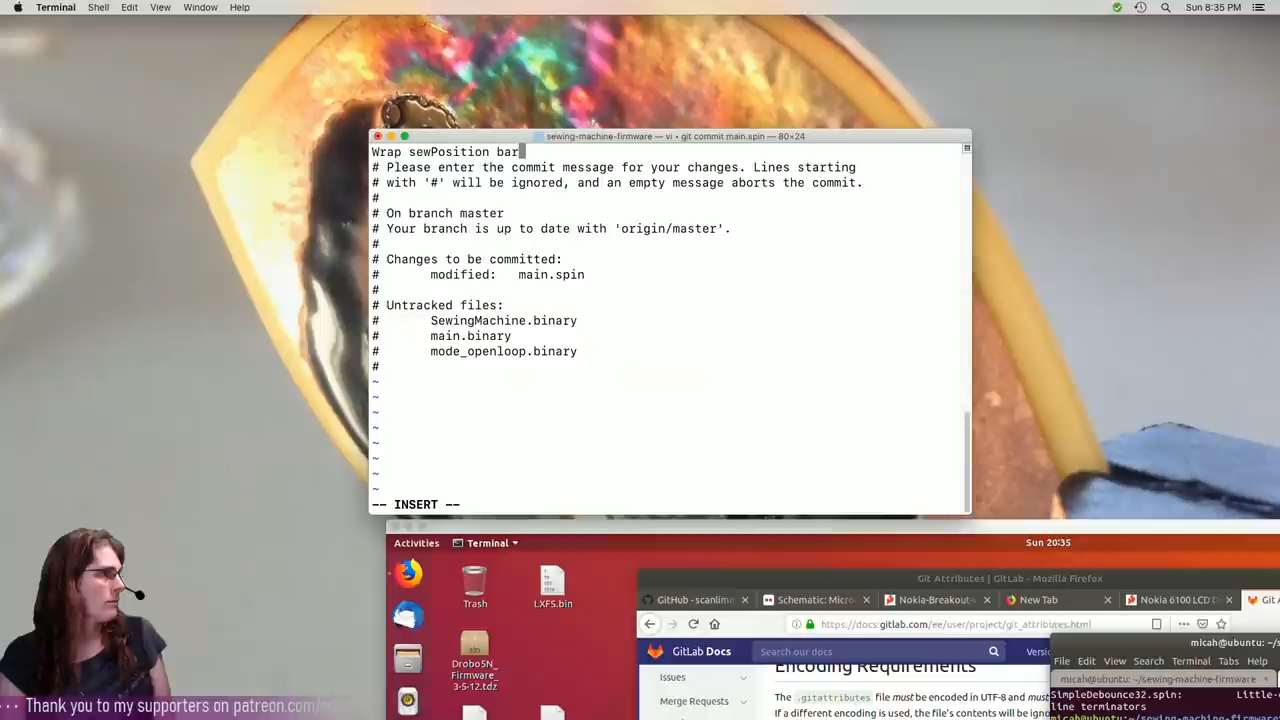 Terminal Shell Edit View Window Help
Sun 8:35 PM
sewing-machine-firmware — vi • git commit main.spin — 80×24
Wrap sewPosition bar
# Please enter the commit message for your changes. Lines starting
# with '#' will be ignored, and an empty message aborts the commit.
#
# On branch master
# Your branch is up to date with 'origin/master'.
#
# Changes to be committed:
#       modified:   main.spin
#
# Untracked files:
#       SewingMachine.binary
#       main.binary
#       mode_openloop.binary
#
~
~
~
~
~
~
~
~
-- INSERT --
Activities Terminal
Sun 20:35
Trash
LXFS.bin
Drobo5N_
Firmware_
3-5-12.tdz
Git Attributes | GitLab - Mozilla Firefox
GitHub - scanlime
Schematic: Micro
Nokia-Breakout-
New Tab
Nokia 6100 LCD D
Git A
https://docs.gitlab.com/ee/user/project/git_attributes.html
GitLab Docs
Search our docs
Versio
Issues
Merge Requests
Encoding Requirements
The .gitattributes file must be encoded in UTF-8 and must
If a different encoding is used, the file's contents will be igno
micah@ubuntu: ~/s
File Edit View Search Terminal Tabs Help
micah@ubuntu: ~/sewing-machine-firmware
SimpleDebounce32.spin: Little-
line terminators
micah@ubuntu:~/sewing-machine-firmware
Thank you to my supporters on patreon.com/